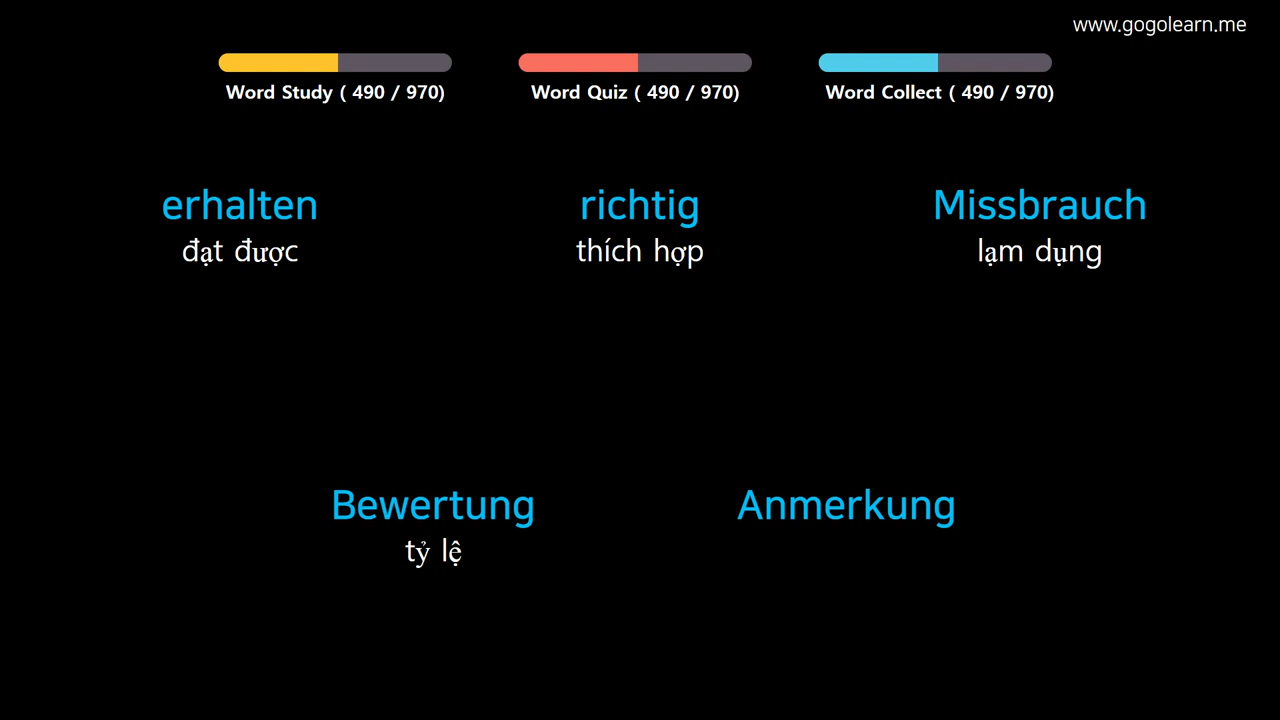 www.gogolearn.me
Word Study ( 490 / 970)
Word Quiz ( 490 / 970)
Word Collect ( 490 / 970)
erhalten
đạt được
richtig
thích hợp
Missbrauch
lạm dụng
Bewertung
tỷ lệ
Anmerkung